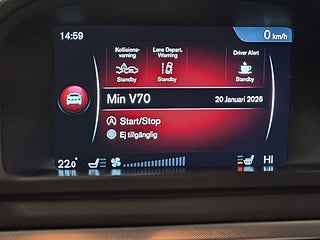 14:59
0 km/h
Kollisions-
varning
Standby
Lane Depart.
Warning
Standby
Driver Alert
Standby
Min V70
20 Januari 2026
Start/Stop
Ej tillgänglig
22.0° HI